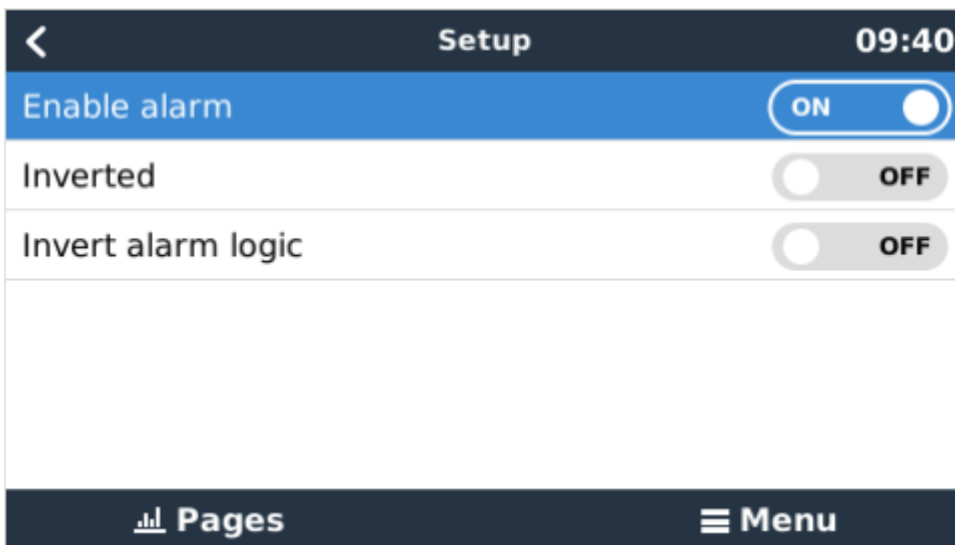 Setup 09:40
Enable alarm ON
Inverted OFF
Invert alarm logic OFF
Pages Menu